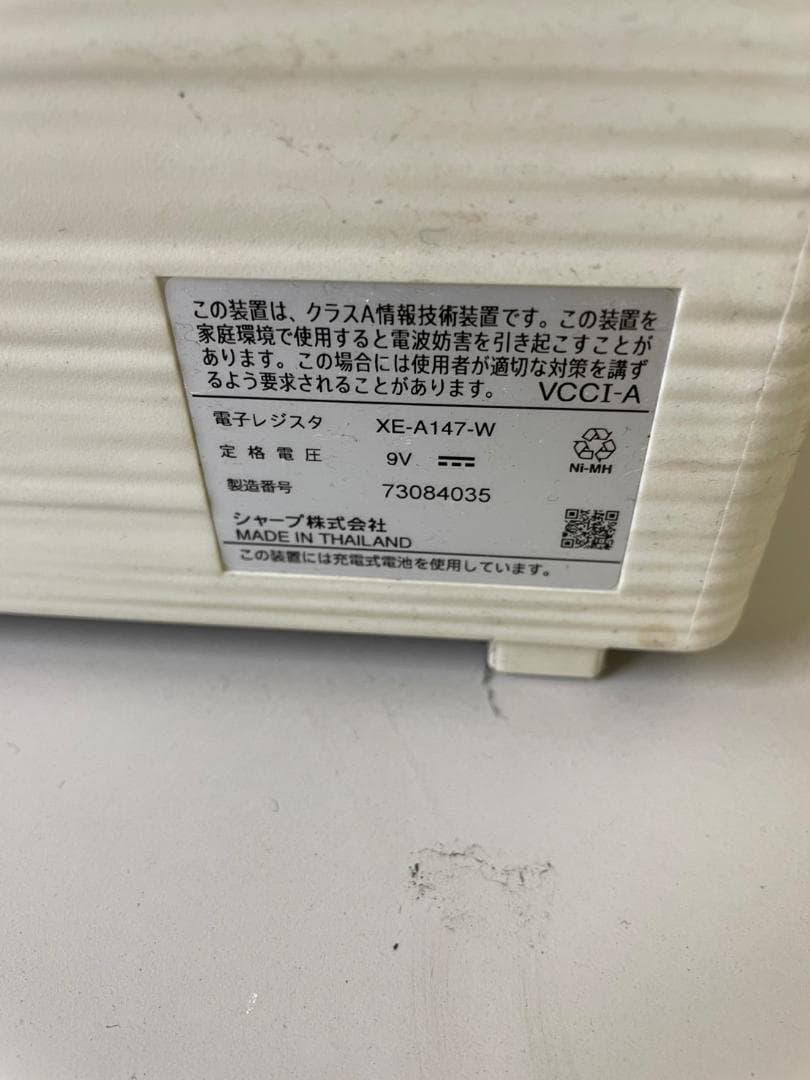 この装置は、クラスA情報技術装置です。この装置を
家庭環境で使用すると電波妨害を引き起こすことが
あります。この場合には使用者が適切な対策を講ず
るよう要求されることがあります。 VCCI-A
電子レジスタ XE-A147-W
定格電圧 9V
Ni-MH
製造番号 73084035
シャープ株式会社
MADE IN THAILAND
この装置には充電式電池を使用しています。